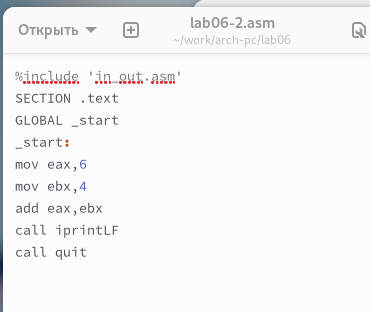 Открыть
lab06-2.asm
~/work/arch-pc/lab06
%include 'in_out.asm'
SECTION .text
GLOBAL _start
_start:
mov eax,6
mov ebx,4
add eax,ebx
call iprintLF
call quit